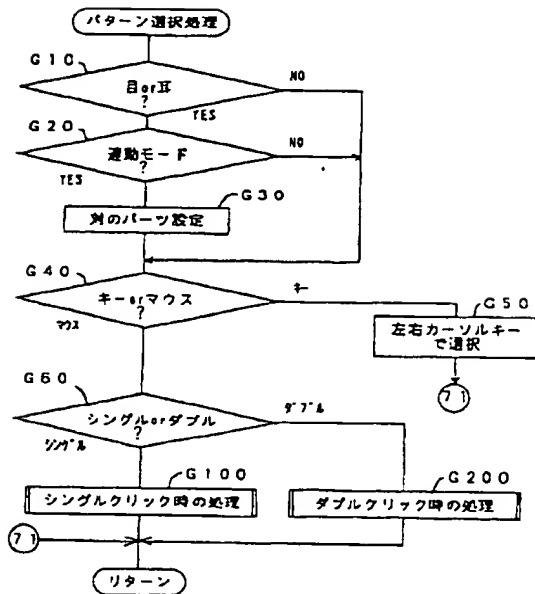 パターン選択処理
G10
目or耳
?
NO
YES
G20
連動モード
?
NO
YES
G30
対のパーツ設定
G40
キーorマウス
?
キー
マウス
G50
左右カーソルキー
で選択
71
G60
シングルorダブル
?
ダブル
シングル
G100
シングルクリック時の処理
G200
ダブルクリック時の処理
71
リターン